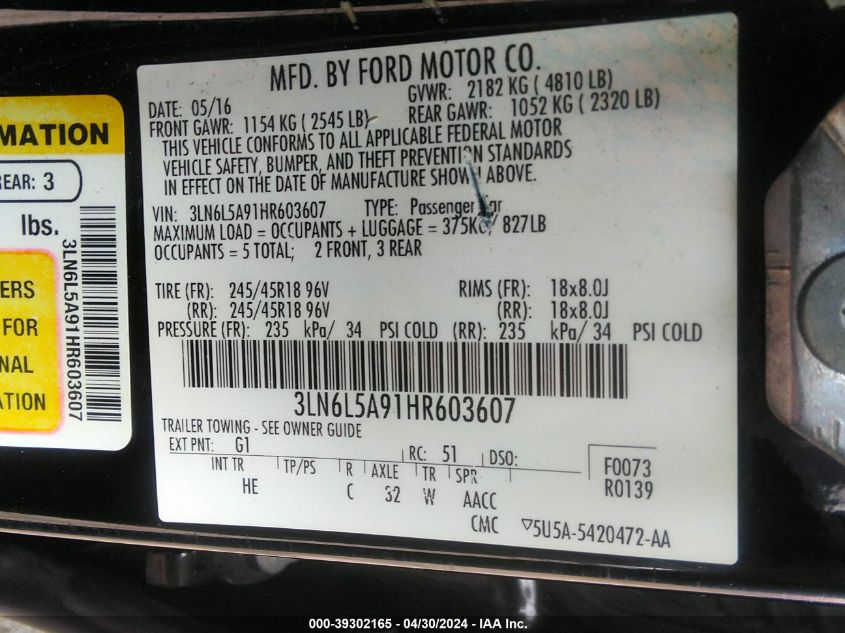 MFD. BY FORD MOTOR CO.
DATE: 05/16 GVWR: 2182 KG ( 4810 LB)
FRONT GAWR: 1154 KG ( 2545 LB) REAR GAWR: 1052 KG ( 2320 LB)
THIS VEHICLE CONFORMS TO ALL APPLICABLE FEDERAL MOTOR
VEHICLE SAFETY, BUMPER, AND THEFT PREVENTION STANDARDS
IN EFFECT ON THE DATE OF MANUFACTURE SHOWN ABOVE.
VIN: 3LN6L5A91HR603607 TYPE: Passenger Car
MAXIMUM LOAD = OCCUPANTS + LUGGAGE = 375KG/ 827LB
OCCUPANTS = 5 TOTAL; 2 FRONT, 3 REAR
TIRE (FR): 245/45R18 96V RIMS (FR): 18x8.0J
(RR): 245/45R18 96V (RR): 18x8.0J
PRESSURE (FR): 235 kPa/ 34 PSI COLD (RR): 235 kPa/ 34 PSI COLD
3LN6L5A91HR603607
TRAILER TOWING - SEE OWNER GUIDE
EXT PNT: G1 RC: 51 DSO:
INT TR TP/PS R AXLE TR SPR F0073
HE C 32 W AACC R0139
CMC ▽5U5A-5420472-AA
RMATION
REAR: 3
lbs.
3LN6L5A91HR603607
ERS
FOR
NAL
ATION
000-39302165 - 04/30/2024 - IAA Inc.